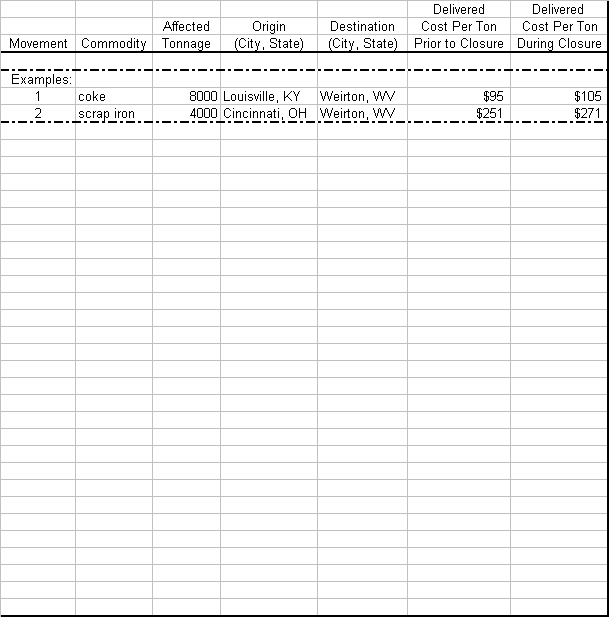 Delivered Delivered
Affected Origin Destination Cost Per Ton Cost Per Ton
Movement Commodity Tonnage (City, State) (City, State) Prior to Closure During Closure
Examples:
1 coke 8000 Louisville, KY Weirton, WV $95 $105
2 scrap iron 4000 Cincinnati, OH Weirton, WV $251 $271